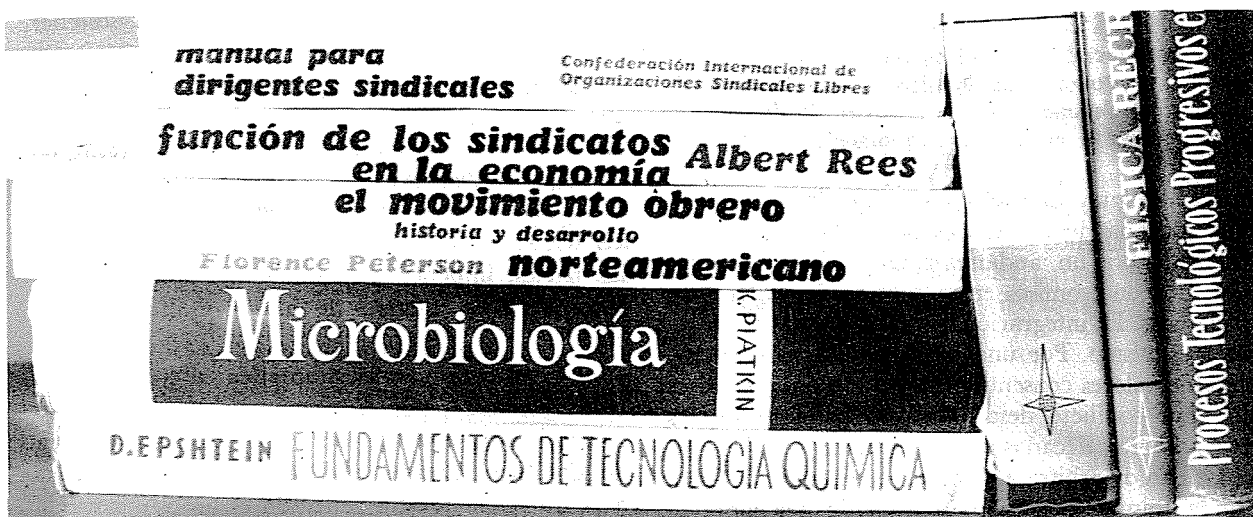 manual para
dirigentes sindicales
Confederación Internacional de
Organizaciones Sindicales Libres
función de los sindicatos
en la economía
Albert Rees
el movimiento obrero
historia y desarrollo
norteamericano
Florence Peterson
Microbiología
K. PIATKIN
D. EPSHTEIN
FUNDAMENTOS DE TECNOLOGIA QUIMICA
FISICA RECR
Procesos Tecnológicos Progresivos e